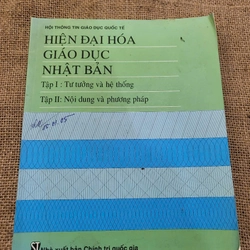 HỘI THÔNG TIN GIÁO DỤC QUỐC TẾ
HIỆN ĐẠI HÓA
GIÁO DỤC
NHẬT BẢN
Tập I : Tư tưởng và hệ thống
Tập II: Nội dung và phương pháp
Nhà xuất bản Chính trị quốc gia